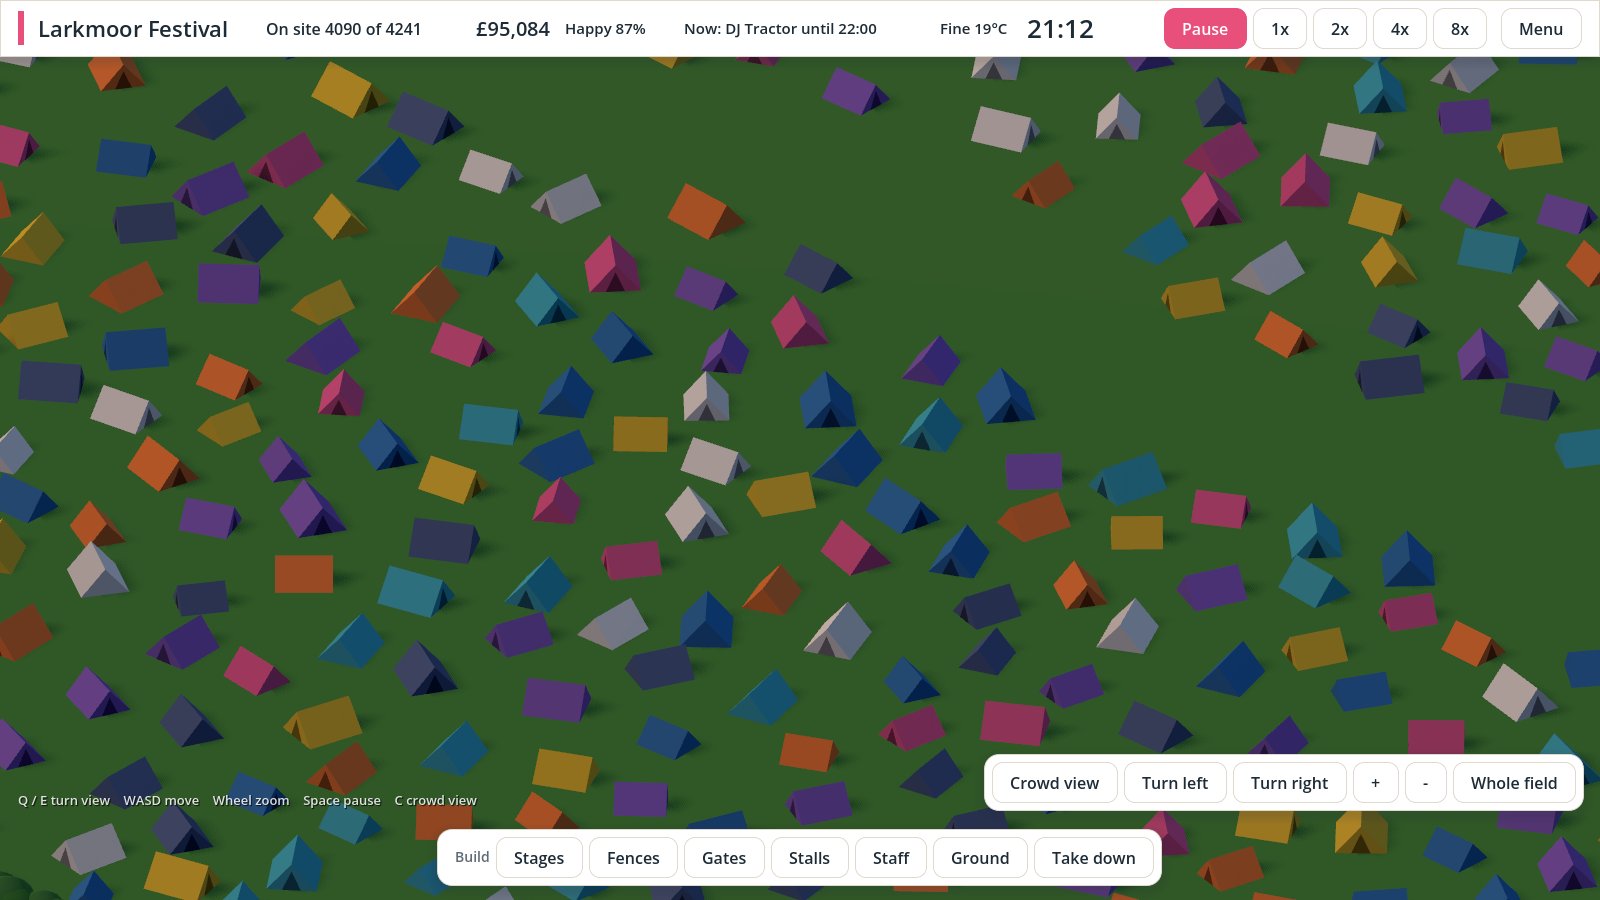 Larkmoor Festival On site 4090 of 4241 £95,084 Happy 87% Now: DJ Tractor until 22:00 Fine 19°C 21:12 Pause 1x 2x 4x 8x Menu
Crowd view Turn left Turn right + - Whole field
Q / E turn view WASD move Wheel zoom Space pause C crowd view
Build Stages Fences Gates Stalls Staff Ground Take down